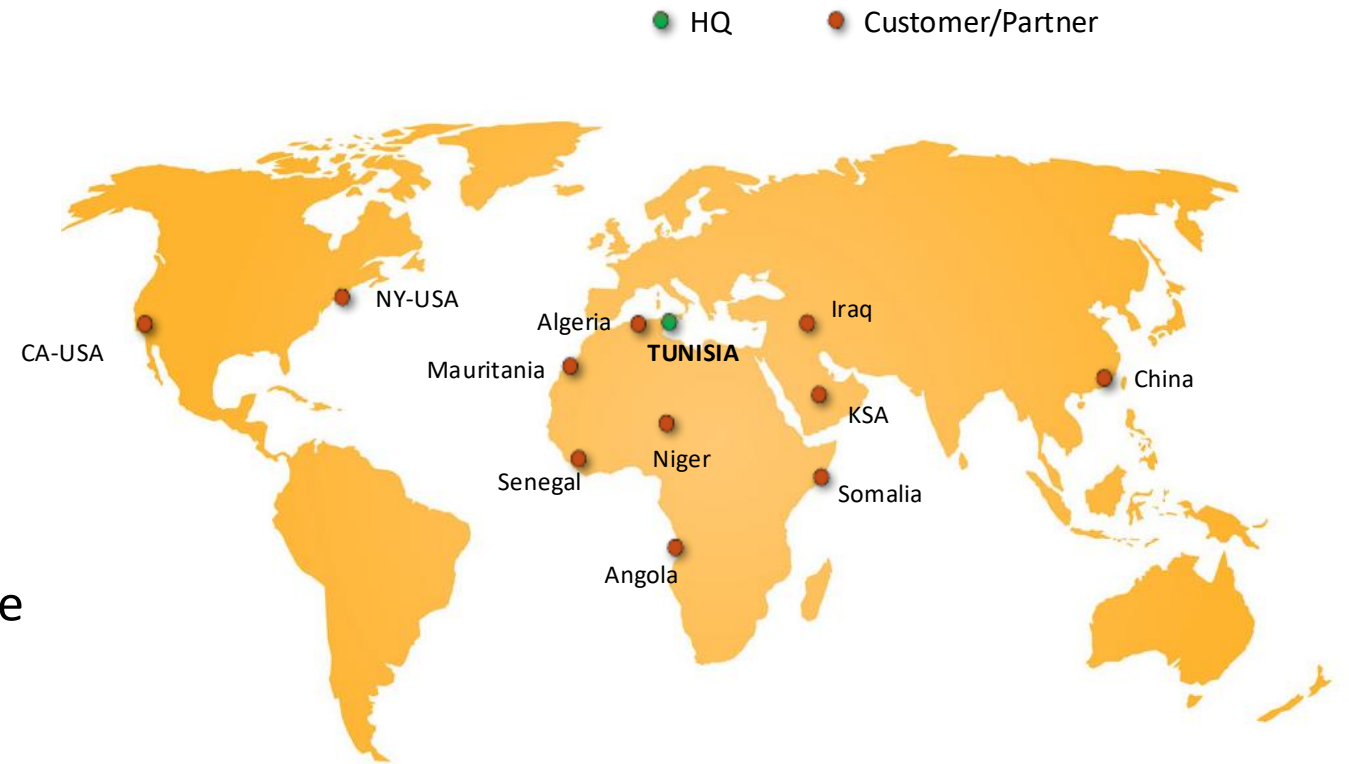 HQ
Customer/Partner
NY-USA
Iraq
Algeria
CA-USA
TUNISIA
Mauritania
China
KSA
Niger
Senegal
Somalia
Angola
e